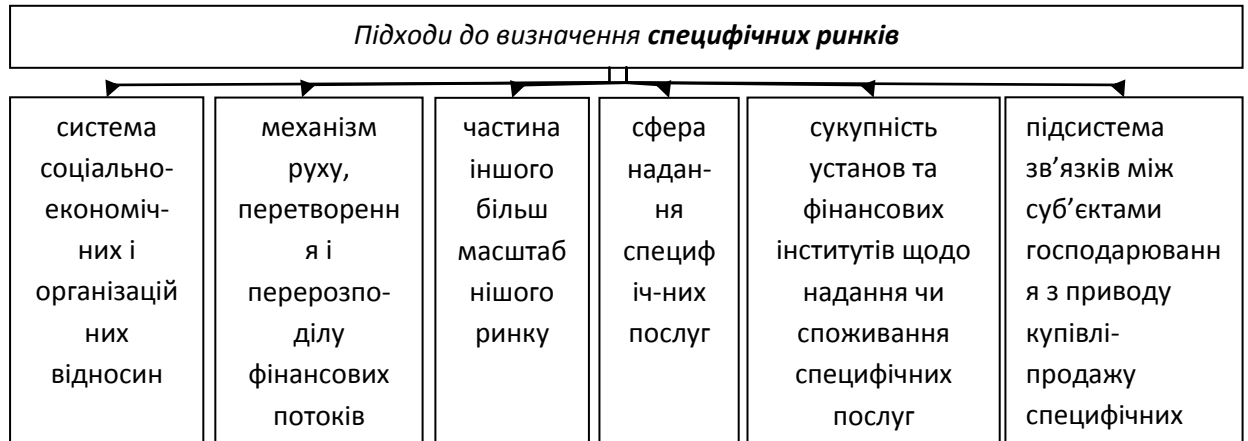 Підходи до визначення специфічних ринків
система
соціально-
економіч-
них і
організацій
них
відносин
механізм
руху,
перетворенн
я і
перерозпо-
ділу
фінансових
потоків
частина
іншого
більш
масштаб
нішого
ринку
сфера
надан-
ня
специф
іч-них
послуг
сукупність
установ та
фінансових
інститутів щодо
надання чи
споживання
специфічних
послуг
підсистема
зв’язків між
суб’єктами
господарюванн
я з приводу
купівлі-
продажу
специфічних